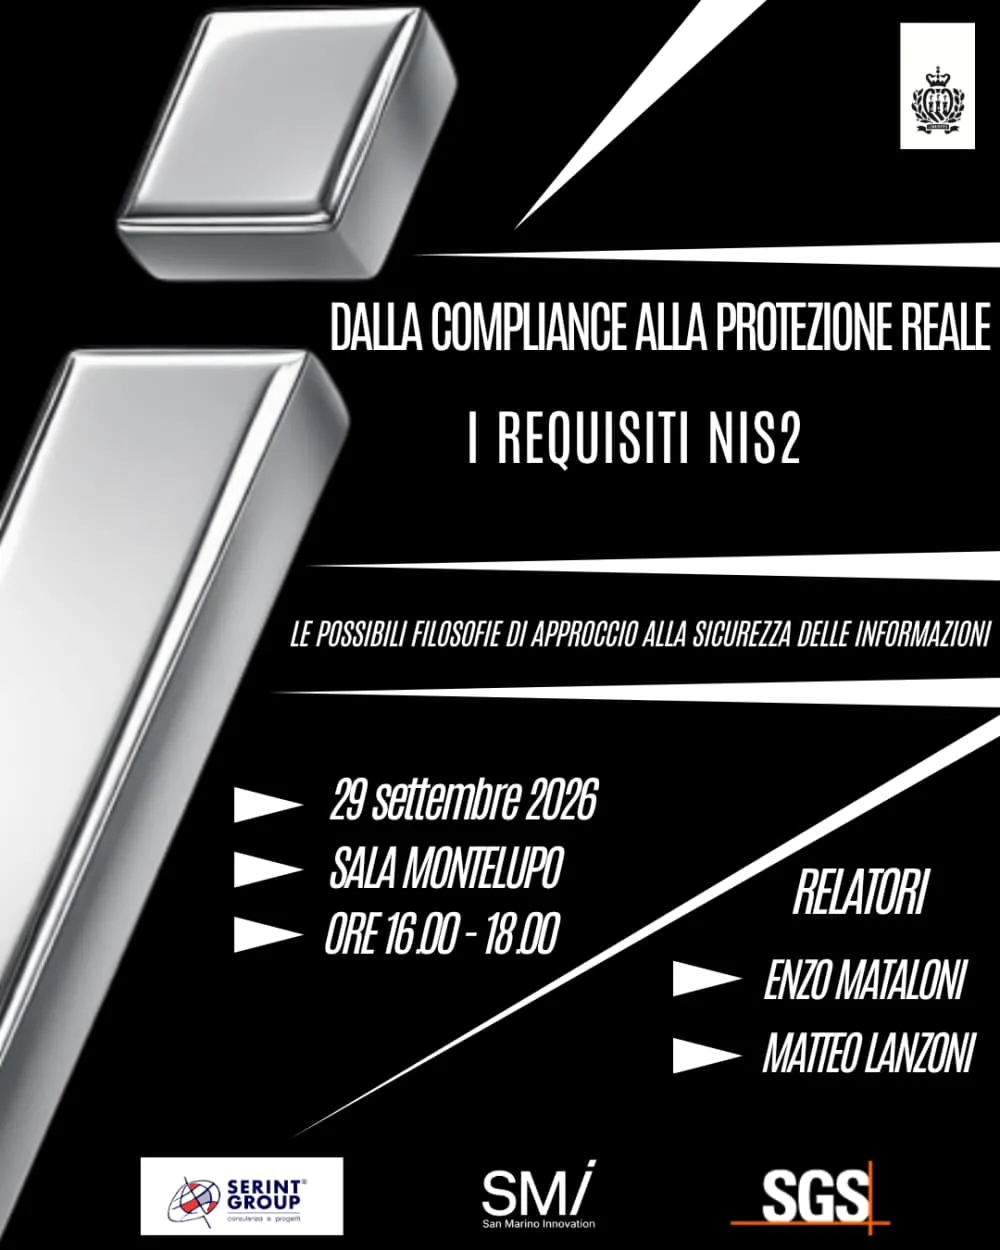 DALLA COMPLIANCE ALLA PROTEZIONE REALE
I REQUISITI NIS2
LE POSSIBILI FILOSOFIE DI APPROCCIO ALLA SICUREZZA DELLE INFORMAZIONI
29 settembre 2026
SALA MONTELUPO
ORE 16.00 - 18.00
RELATORI
ENZO MATALONI
MATTEO LANZONI
SERINT®
GROUP
consulenza e progetti
SMi
San Marino Innovation
SGS